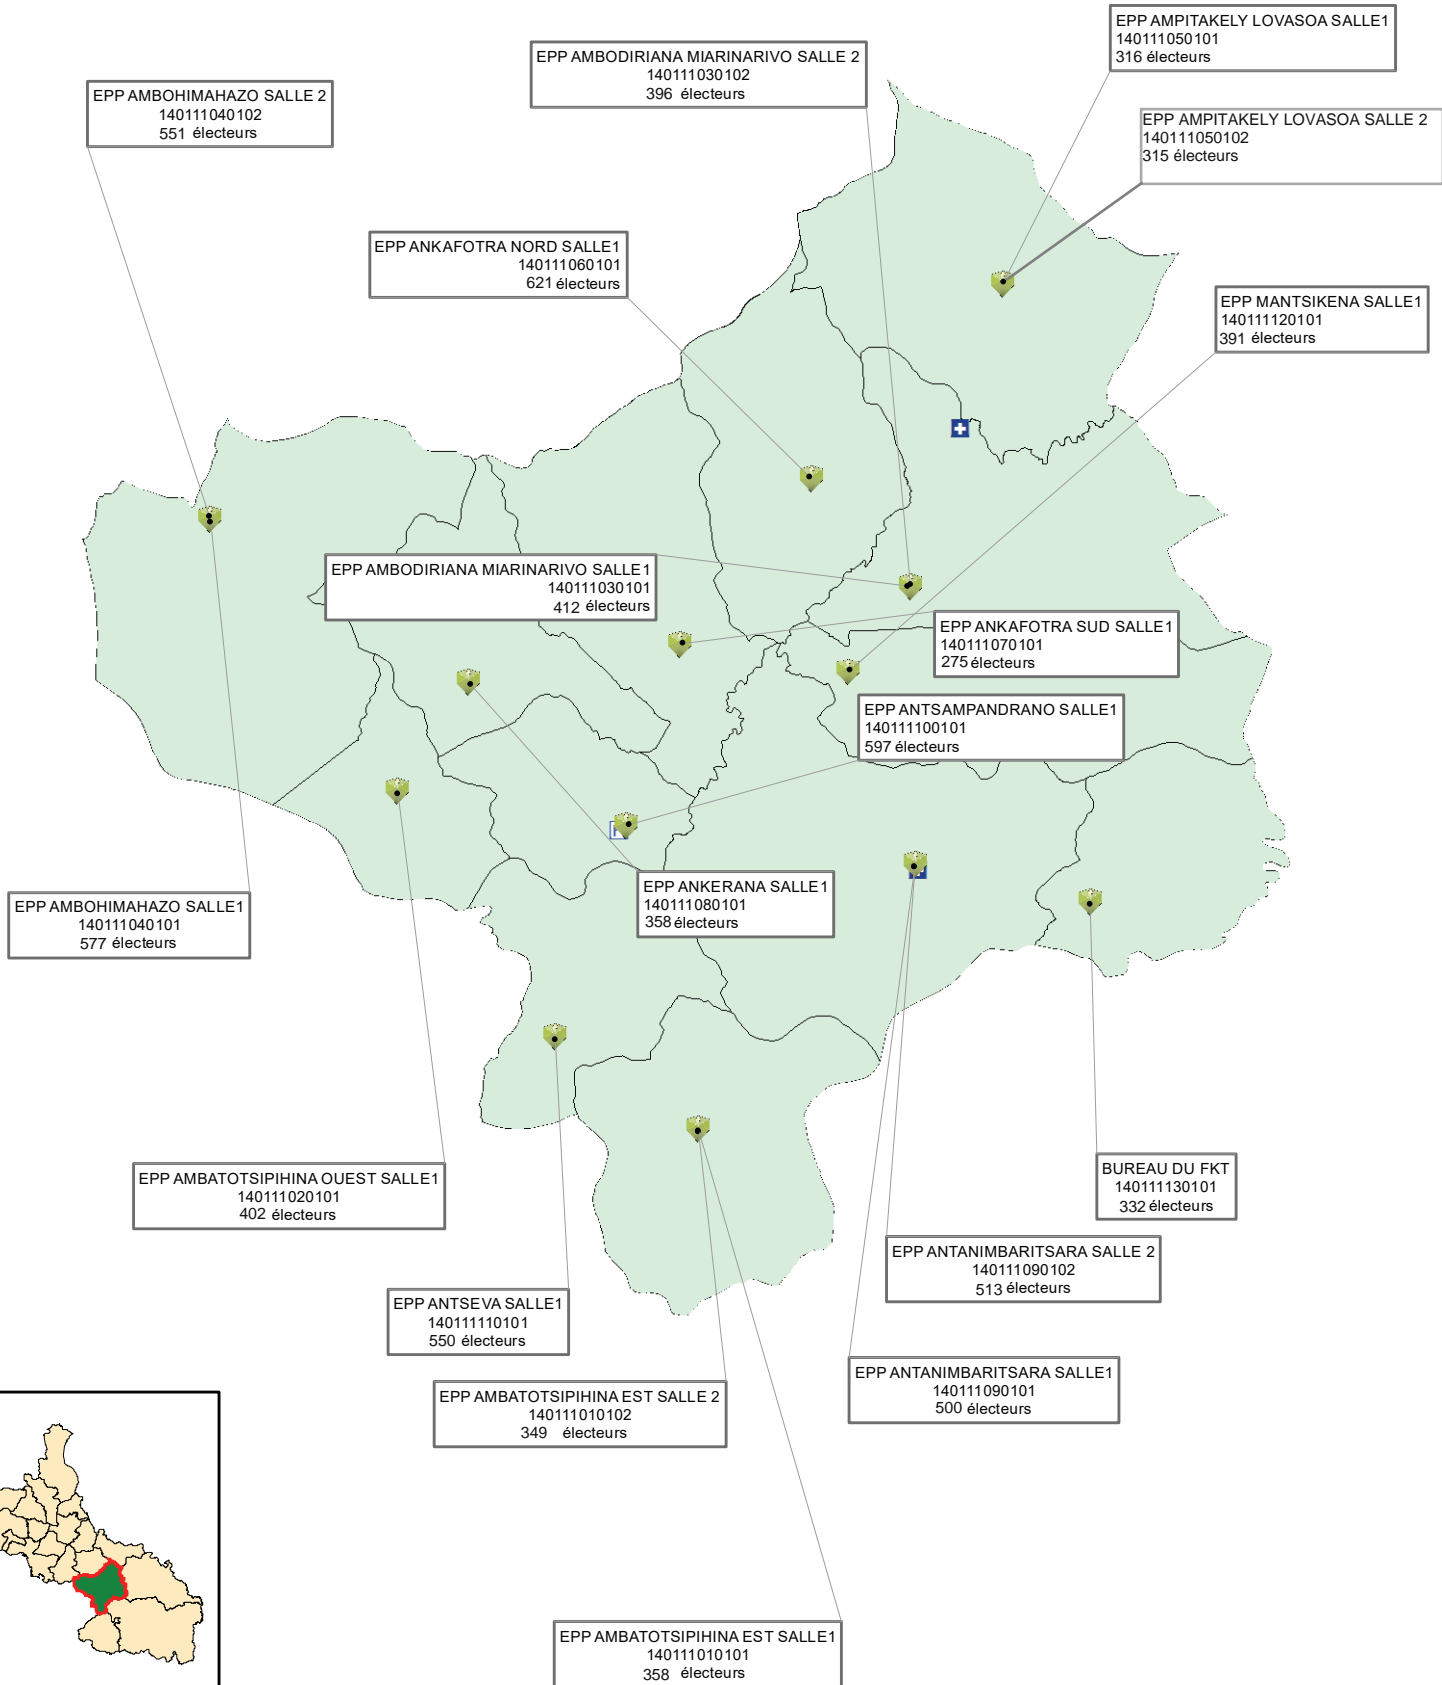 EPP AMPITAKELY LOVASOA SALLE1
140111050101
316 électeurs
EPP AMBODIRIANA MIARINARIVO SALLE 2
140111030102
396 électeurs
EPP AMBOHIMAHAZO SALLE 2
140111040102
551 électeurs
EPP AMPITAKELY LOVASOA SALLE 2
140111050102
315 électeurs
EPP ANKAFOTRA NORD SALLE1
140111060101
621 électeurs
EPP MANTSIKENA SALLE1
140111120101
391 électeurs
EPP AMBODIRIANA MIARINARIVO SALLE1
140111030101
412 électeurs
EPP ANKAFOTRA SUD SALLE1
140111070101
275 électeurs
EPP ANTSAMPANDRANO SALLE1
140111100101
597 électeurs
EPP ANKERANA SALLE1
140111080101
358 électeurs
EPP AMBOHIMAHAZO SALLE1
140111040101
577 électeurs
EPP AMBATOTSIPIHINA OUEST SALLE1
140111020101
402 électeurs
BUREAU DU FKT
140111130101
332 électeurs
EPP ANTANIMBARITSARA SALLE 2
140111090102
513 électeurs
EPP ANTSEVA SALLE1
140111110101
550 électeurs
EPP ANTANIMBARITSARA SALLE1
140111090101
500 électeurs
EPP AMBATOTSIPIHINA EST SALLE 2
140111010102
349 électeurs
EPP AMBATOTSIPIHINA EST SALLE1
140111010101
358 électeurs